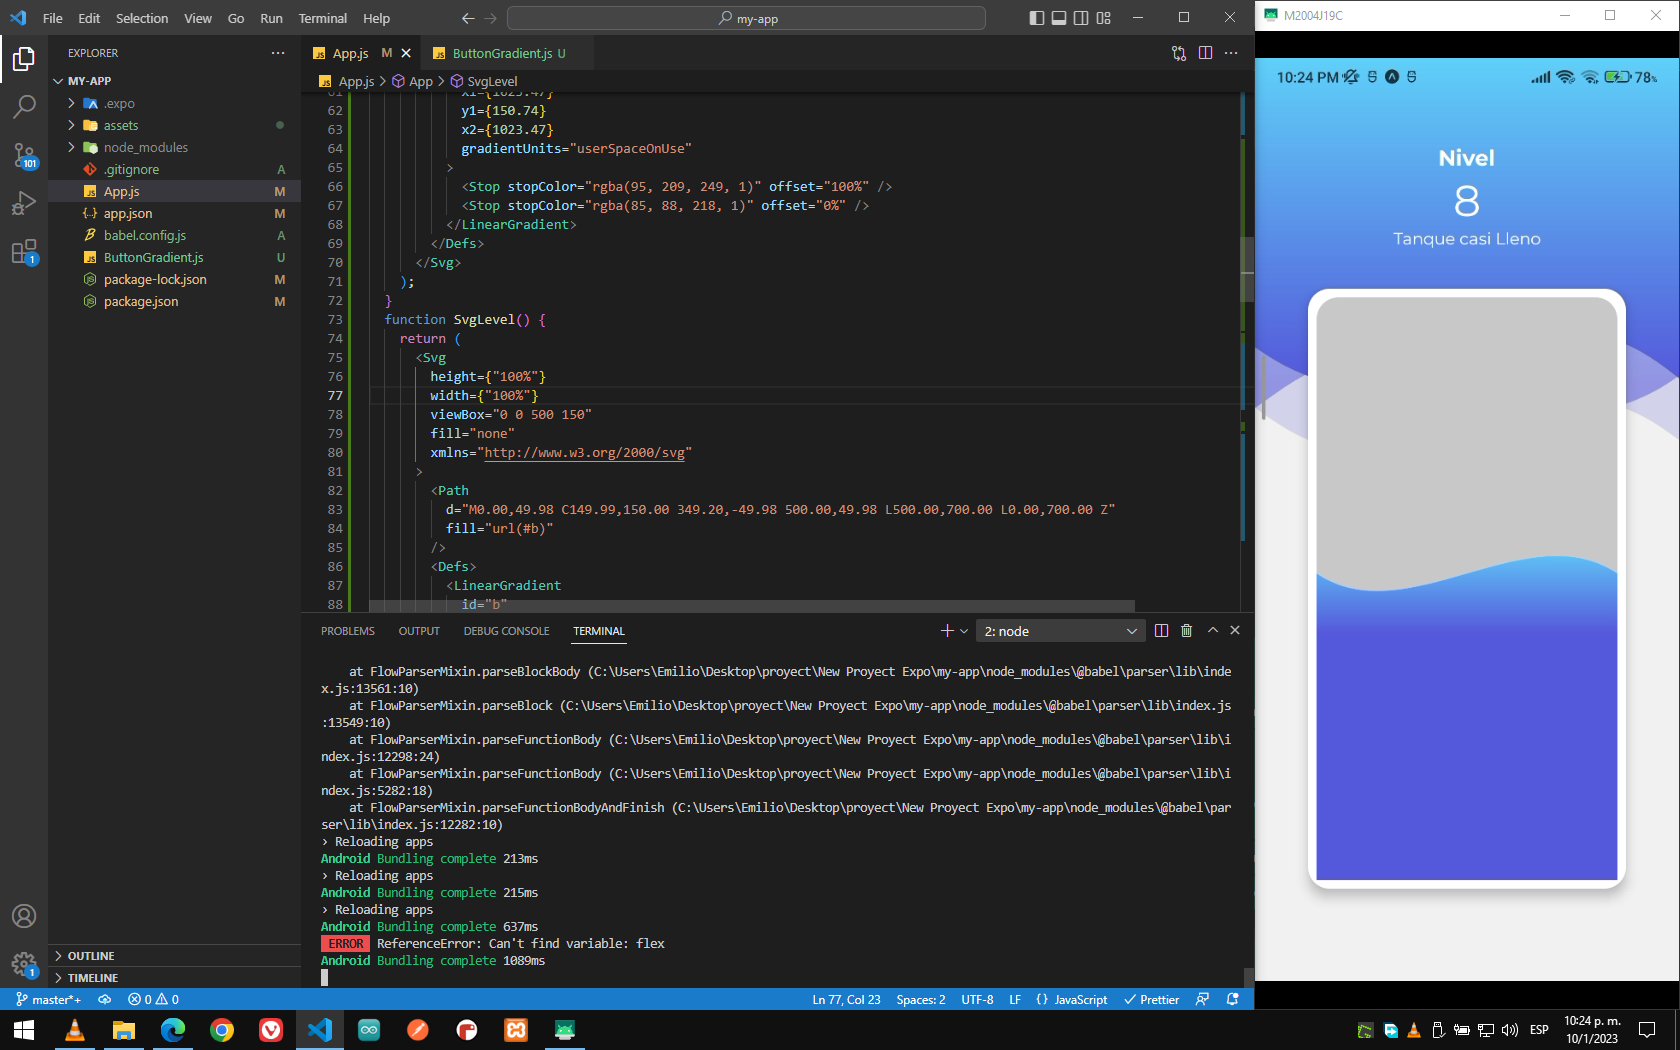 File Edit Selection View Go Run Terminal Help
my-app
M2004J19C
EXPLORER
MY-APP
.expo
assets
node_modules
.gitignore A
App.js M
app.json M
babel.config.js A
ButtonGradient.js U
package-lock.json M
package.json M
OUTLINE
TIMELINE
101
1
1
App.js M
ButtonGradient.js U
App.js > App > SvgLevel
61 x1={1023.47}
62 y1={150.74}
63 x2={1023.47}
64 gradientUnits="userSpaceOnUse"
65 >
66 <Stop stopColor="rgba(95, 209, 249, 1)" offset="100%" />
67 <Stop stopColor="rgba(85, 88, 218, 1)" offset="0%" />
68 </LinearGradient>
69 </Defs>
70 </Svg>
71 );
72 }
73 function SvgLevel() {
74 return (
75 <Svg
76 height={"100%"}
77 width={"100%"}
78 viewBox="0 0 500 150"
79 fill="none"
80 xmlns="http://www.w3.org/2000/svg"
81 >
82 <Path
83 d="M0.00,49.98 C149.99,150.00 349.20,-49.98 500.00,49.98 L500.00,700.00 L0.00,700.00 Z"
84 fill="url(#b)"
85 />
86 <Defs>
87 <LinearGradient
88 id="b"
PROBLEMS OUTPUT DEBUG CONSOLE TERMINAL
2: node
at FlowParserMixin.parseBlockBody (C:\Users\Emilio\Desktop\proyect\New Proyect Expo\my-app\node_modules\@babel\parser\lib\inde
x.js:13561:10)
at FlowParserMixin.parseBlock (C:\Users\Emilio\Desktop\proyect\New Proyect Expo\my-app\node_modules\@babel\parser\lib\index.js
:13549:10)
at FlowParserMixin.parseFunctionBody (C:\Users\Emilio\Desktop\proyect\New Proyect Expo\my-app\node_modules\@babel\parser\lib\i
ndex.js:12298:24)
at FlowParserMixin.parseFunctionBody (C:\Users\Emilio\Desktop\proyect\New Proyect Expo\my-app\node_modules\@babel\parser\lib\i
ndex.js:5282:18)
at FlowParserMixin.parseFunctionBodyAndFinish (C:\Users\Emilio\Desktop\proyect\New Proyect Expo\my-app\node_modules\@babel\par
ser\lib\index.js:12282:10)
› Reloading apps
Android Bundling complete 213ms
› Reloading apps
Android Bundling complete 215ms
› Reloading apps
Android Bundling complete 637ms
ERROR ReferenceError: Can't find variable: flex
Android Bundling complete 1089ms
10:24 PM 78%
Nivel
8
Tanque casi Lleno
master*+ 0 0 Ln 77, Col 23 Spaces: 2 UTF-8 LF {} JavaScript Prettier
ESP
10:24 p. m.
10/1/2023